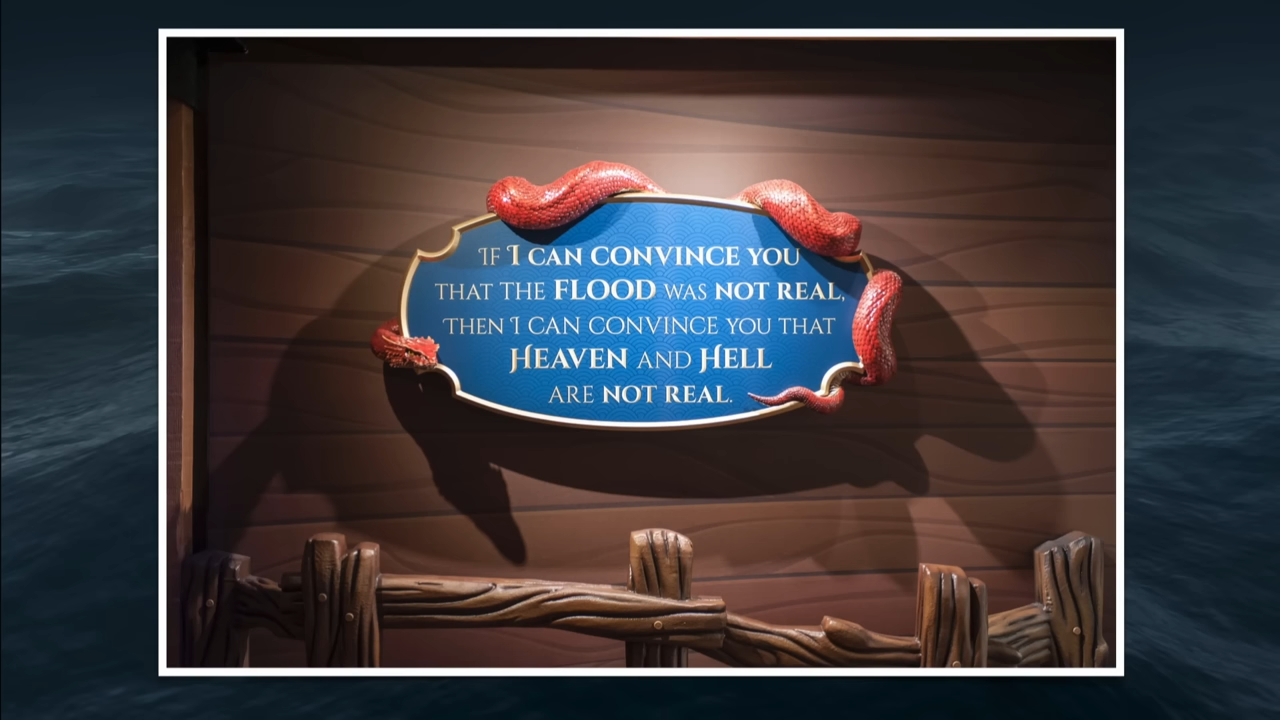 If I can convince you
that the FLOOD was not real,
then I can convince you that
Heaven and Hell
are not real.